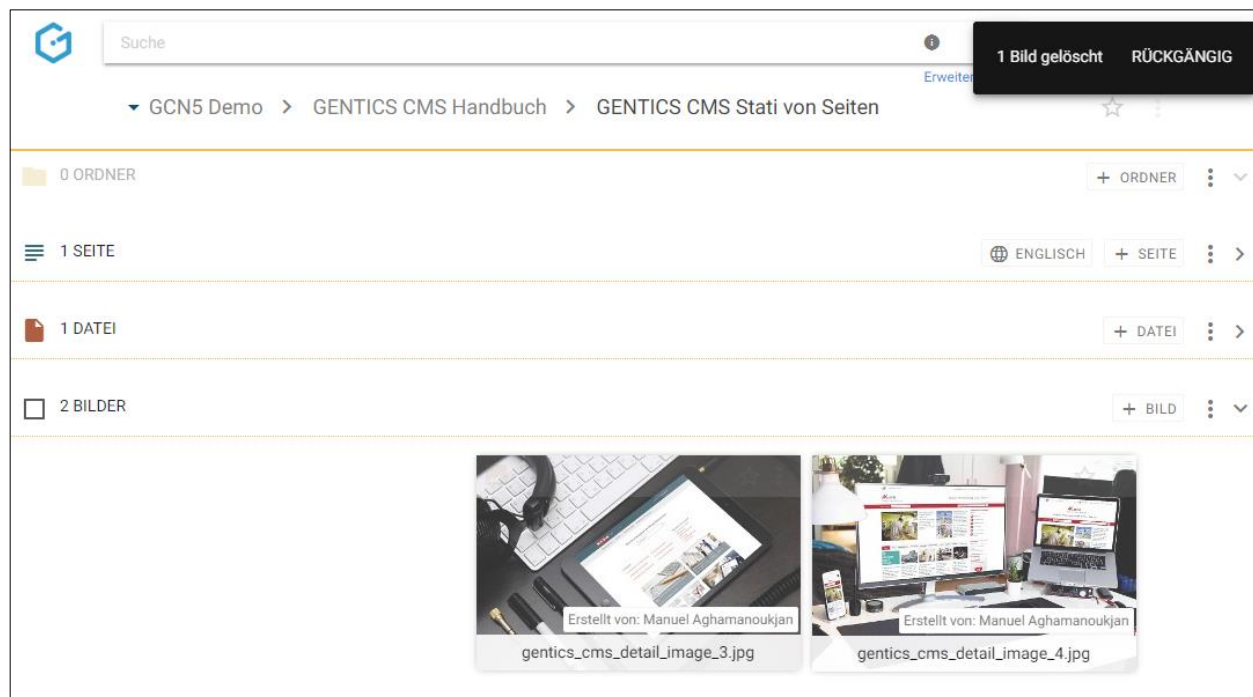 Suche
1 Bild gelöscht RÜCKGÄNGIG
Erweiter
GCN5 Demo > GENTICS CMS Handbuch > GENTICS CMS Stati von Seiten
0 ORDNER + ORDNER
1 SEITE ENGLISCH + SEITE
1 DATEI + DATEI
2 BILDER + BILD
Erstellt von: Manuel Aghamanoukjan Erstellt von: Manuel Aghamanoukjan
gentics_cms_detail_image_3.jpg gentics_cms_detail_image_4.jpg